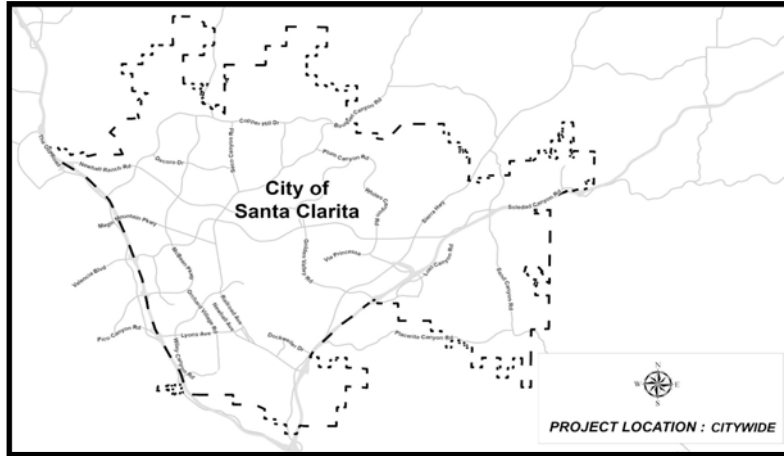 Copper Hill Dr
Bouquet Canyon Rd
The Old Road
Newhall Ranch Rd
Decoro Dr
Seco Canyon Rd
Plum Canyon Rd
City of
Santa Clarita
Whites
Canyon Rd
Sierra Hwy
Soledad Canyon Rd
Magic Mountain Pkwy
McBean Pkwy
Golden Valley Rd
Via Princessa
Lost Canyon Rd
Sand Canyon Rd
Valencia Blvd
Orchard Village Rd
Railroad Ave
Newhall Ave
Pico Canyon Rd
Lyons Ave
Wiley Canyon Rd
Dockweiler Dr
Placerita Canyon Rd
N
W E
S
PROJECT LOCATION : CITYWIDE